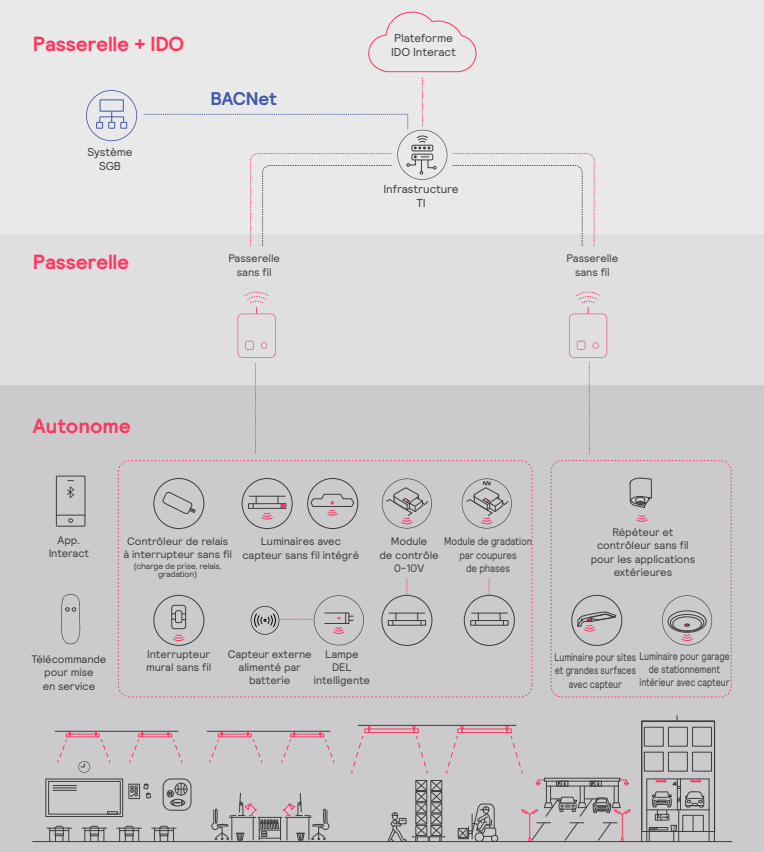 Passerelle + IDO
Plateforme
IDO Interact
BACNet
Système
SGB
Infrastructure
TI
Passerelle
Passerelle
sans fil
Passerelle
sans fil
Autonome
App.
Interact
Contrôleur de relais
à interrupteur sans fil
(charge de prise, relais,
gradation)
Luminaires avec
capteur sans fil intégré
Module
de contrôle
0-10V
Module de gradation
par coupures
de phases
Répéteur et
contrôleur sans fil
pour les applications
extérieures
Télécommande
pour mise
en service
Interrupteur
mural sans fil
Capteur externe
alimenté par
batterie
Lampe
DEL
intelligente
Luminaire pour sites
et grandes surfaces
avec capteur
Luminaire pour garage
de stationnement
intérieur avec capteur